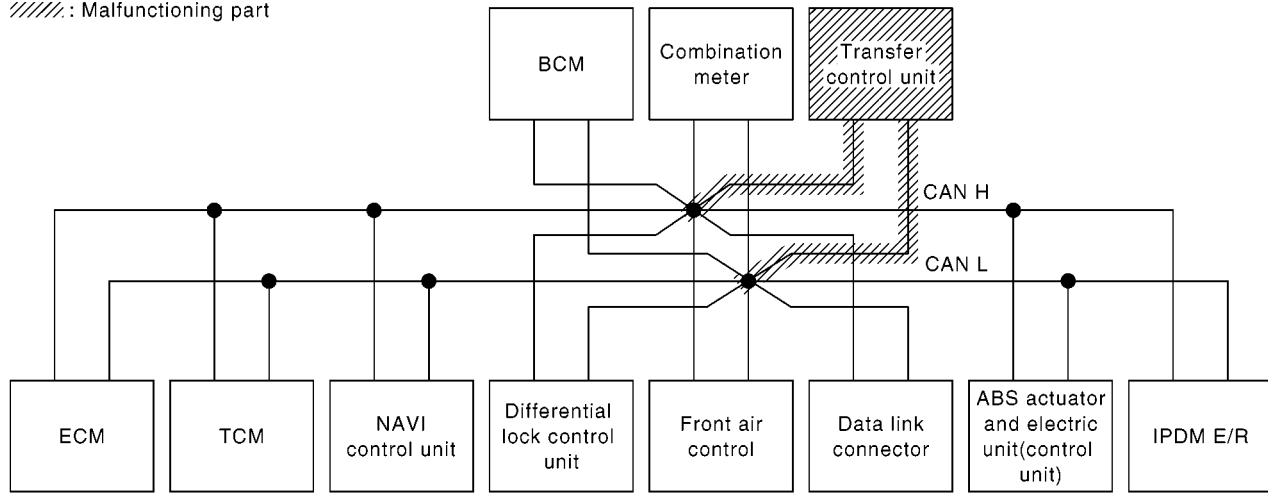 : Malfunctioning part
BCM
Combination
meter
Transfer
control unit
CAN H
CAN L
ECM
TCM
NAVI
control unit
Differential
lock control
unit
Front air
control
Data link
connector
ABS actuator
and electric
unit(control
unit)
IPDM E/R